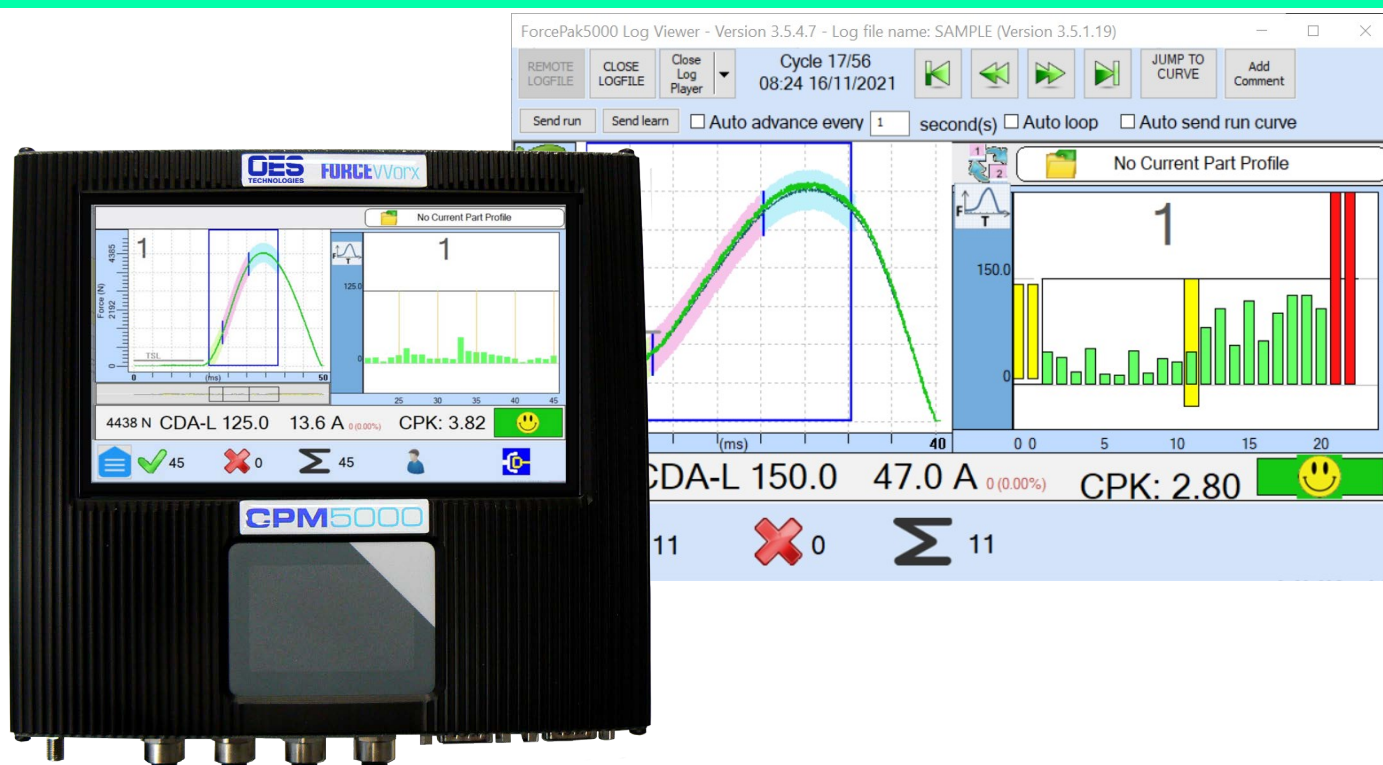 ForcePak5000 Log Viewer - Version 3.5.4.7 - Log file name: SAMPLE (Version 3.5.1.19)
REMOTE LOGFILE
CLOSE LOGFILE
Close Log Player
Cycle 17/56
08:24 16/11/2021
JUMP TO CURVE
Add Comment
Send run
Send learn
Auto advance every 1 second(s)
Auto loop
Auto send run curve
1
2
No Current Part Profile
F
T
1
150.0
0
(ms)
40
0 0 5 10 15 20
CDA-L 150.0 47.0 A 0 (0.00%) CPK: 2.80
11 0 11
OES TECHNOLOGIES FORCEWorx
No Current Part Profile
1
Force (N)
4385
2192
0
TSL
0 (ms) 50
F
T
1
125.0
0
25 30 35 40 45
4438 N CDA-L 125.0 13.6 A 0 (0.00%) CPK: 3.82
45 0 45
CPM5000